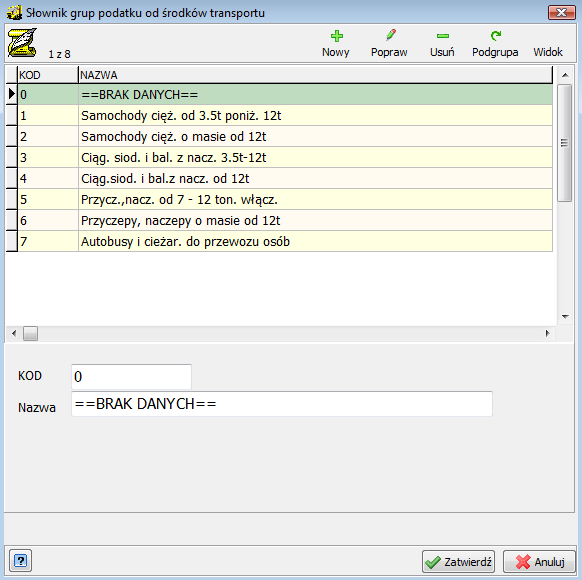 Słownik grup podatku od środków transportu
1 z 8
Nowy Popraw Usuń Podgrupa Widok
KOD NAZWA
0 ==BRAK DANYCH==
1 Samochody cięż. od 3.5t poniż. 12t
2 Samochody cięż. o masie od 12t
3 Ciąg. siod. i bal. z nacz. 3.5t-12t
4 Ciąg.siod. i bal.z nacz. od 12t
5 Przycz.,nacz. od 7 - 12 ton. włącz.
6 Przyczepy, naczepy o masie od 12t
7 Autobusy i cieżar. do przewozu osób
KOD 0
Nazwa ==BRAK DANYCH==
? Zatwierdź Anuluj